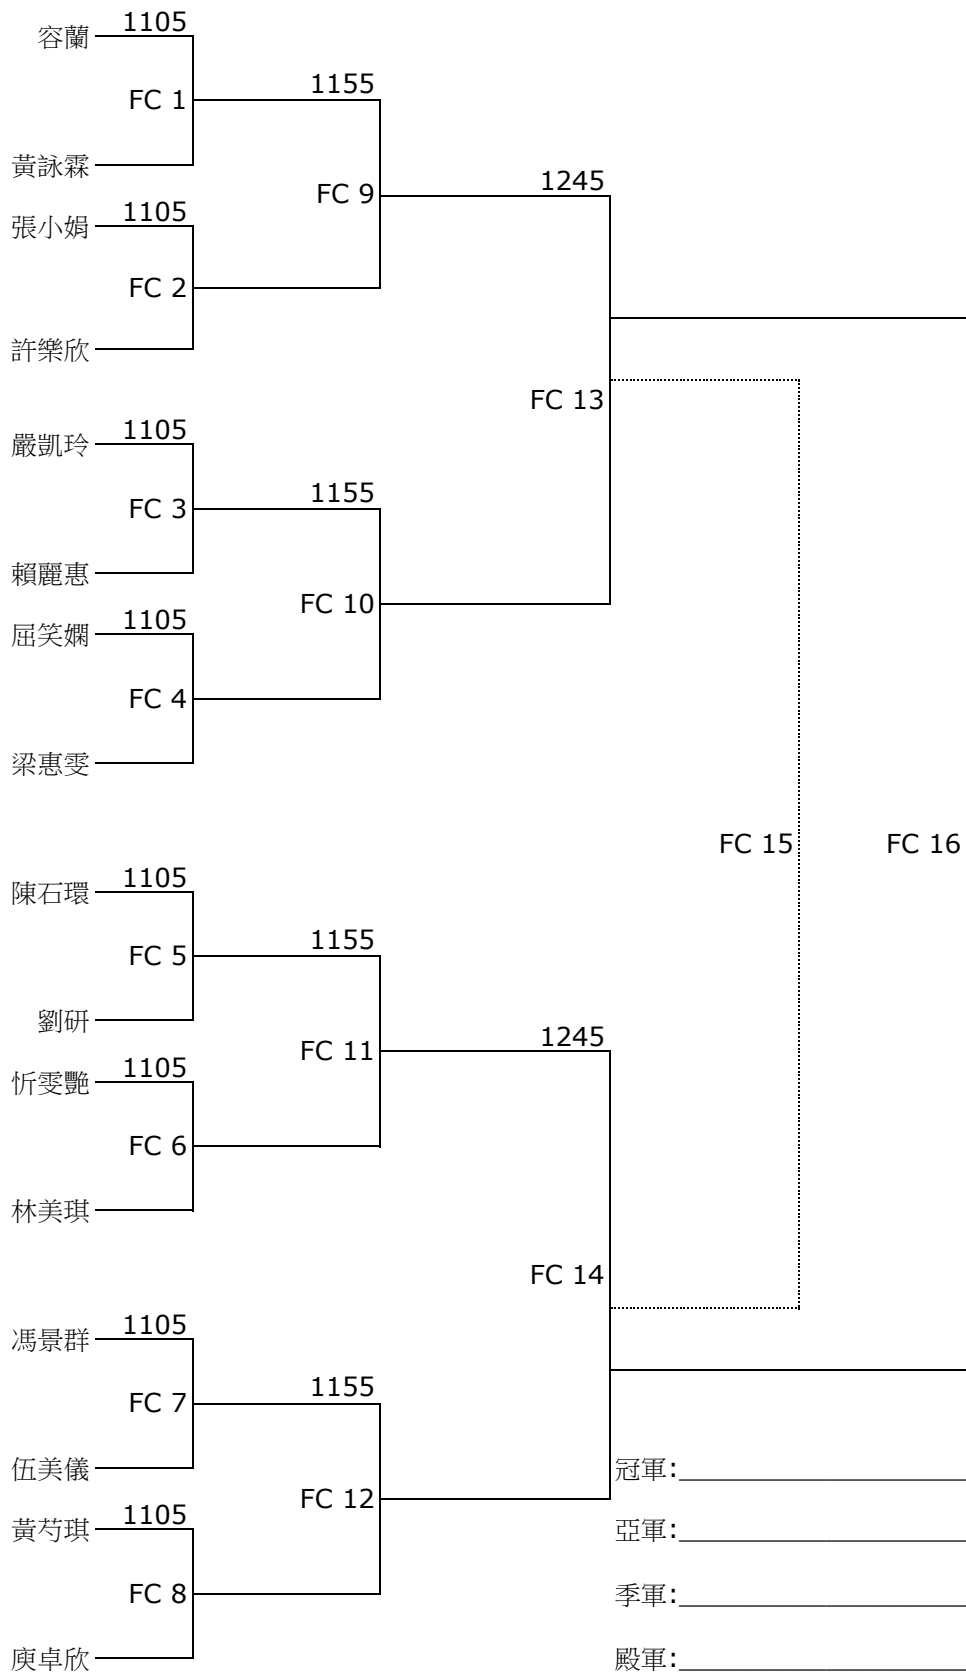 容蘭 1105
FC 1 1155
黃詠霖
FC 9 1245
張小娟 1105
FC 2
許樂欣
FC 13
嚴凱玲 1105
FC 3 1155
賴麗惠
FC 10
屈笑嫻 1105
FC 4
梁惠雯
FC 15 FC 16
陳石環 1105
FC 5 1155
劉研
FC 11 1245
忻雯艷 1105
FC 6
林美琪
FC 14
馮景群 1105
FC 7 1155
伍美儀 冠軍:
FC 12
黃芍琪 1105 亞軍:
FC 8 季軍:
庾卓欣 殿軍: